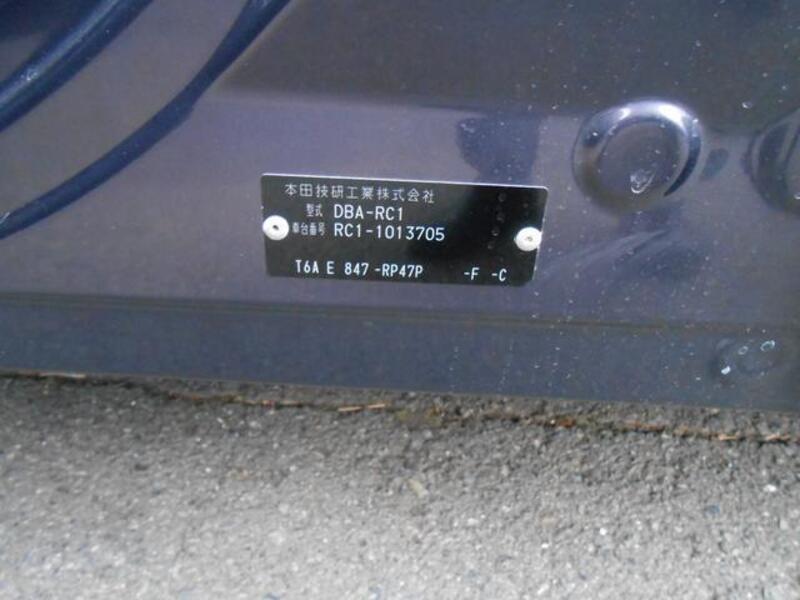 本田技研工業株式会社
型式 DBA-RC1
車台番号 RC1-1013705
T6A E 847 -RP47P -F -C